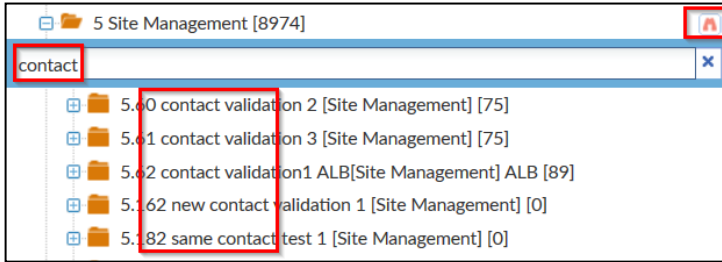 5 Site Management [8974]
contact
5.60 contact validation 2 [Site Management] [75]
5.61 contact validation 3 [Site Management] [75]
5.62 contact validation1 ALB[Site Management] ALB [89]
5.162 new contact validation 1 [Site Management] [0]
5.182 same contact test 1 [Site Management] [0]